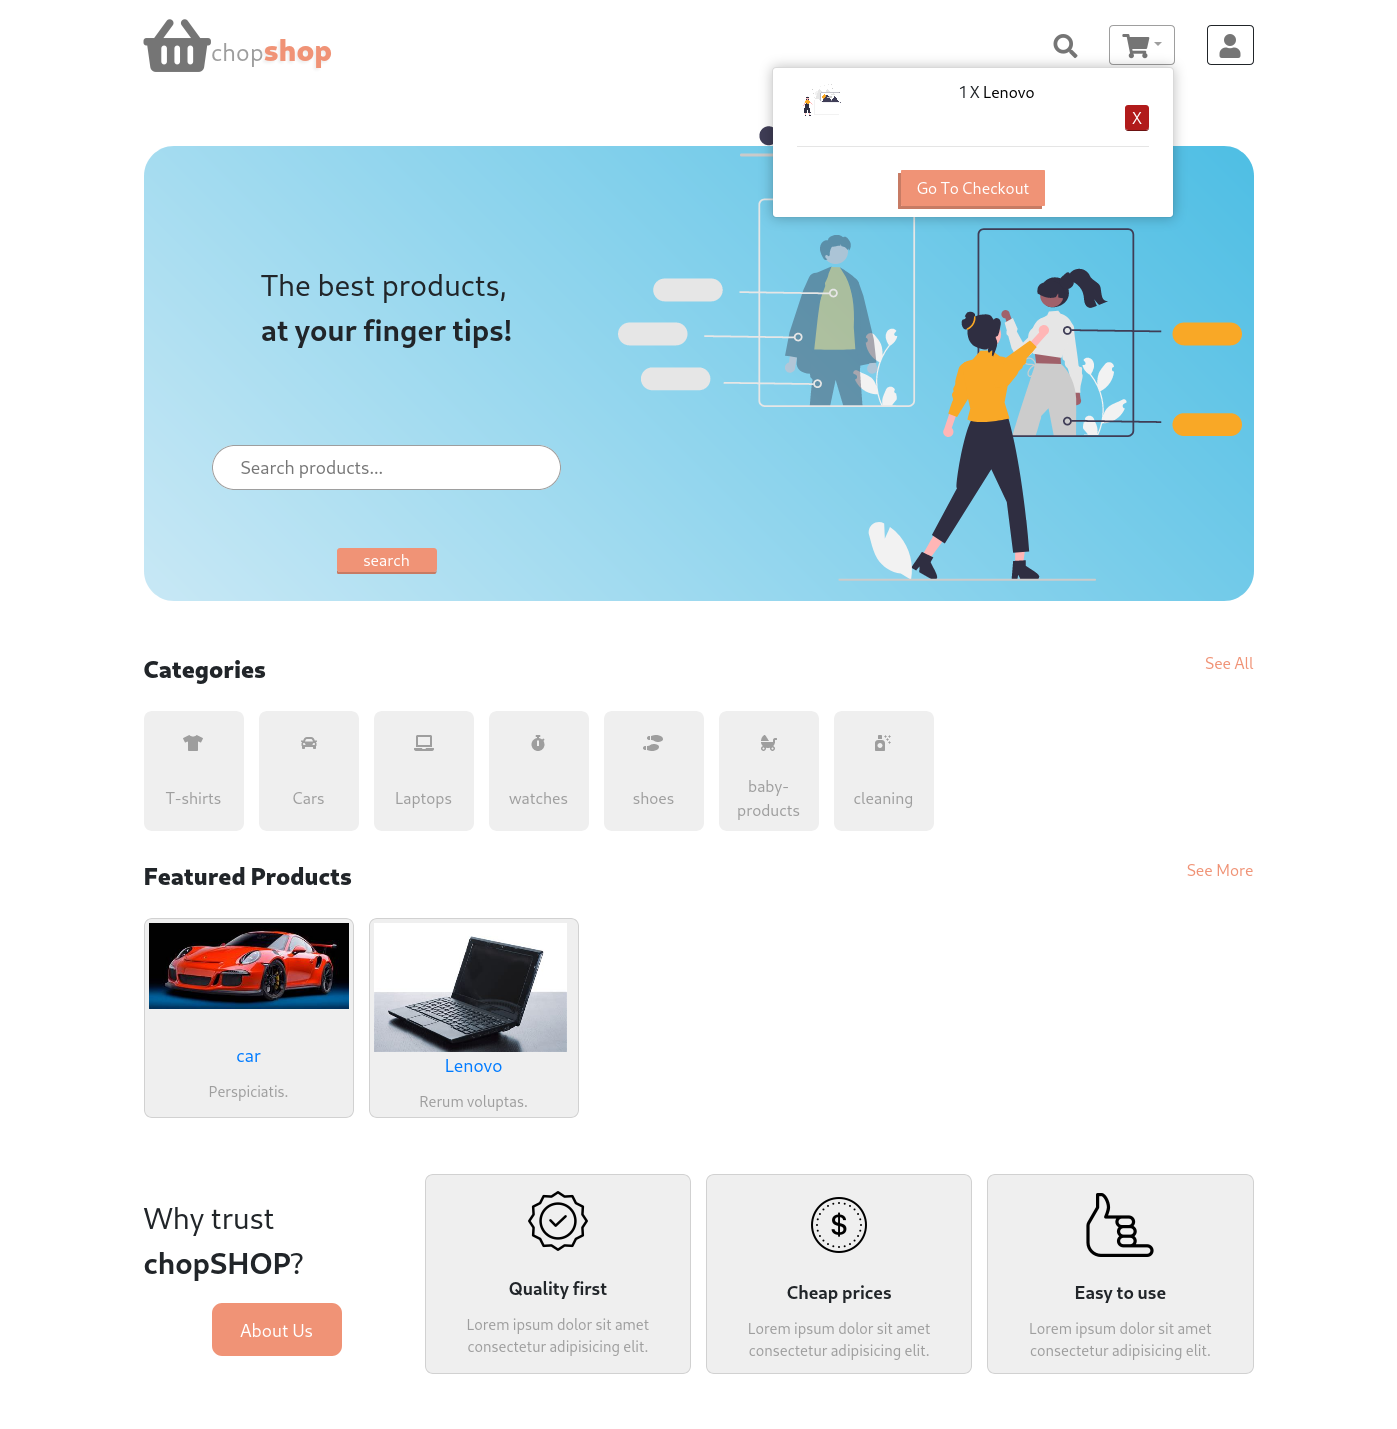 chopshop
1 X Lenovo
X
Go To Checkout
The best products,
at your finger tips!
Search products...
search
Categories
See All
T-shirts
Cars
Laptops
watches
shoes
baby-
products
cleaning
Featured Products
See More
car
Perspiciatis.
Lenovo
Rerum voluptas.
Why trust
chopSHOP?
About Us
$
Quality first
Lorem ipsum dolor sit amet
consectetur adipisicing elit.
Cheap prices
Lorem ipsum dolor sit amet
consectetur adipisicing elit.
Easy to use
Lorem ipsum dolor sit amet
consectetur adipisicing elit.